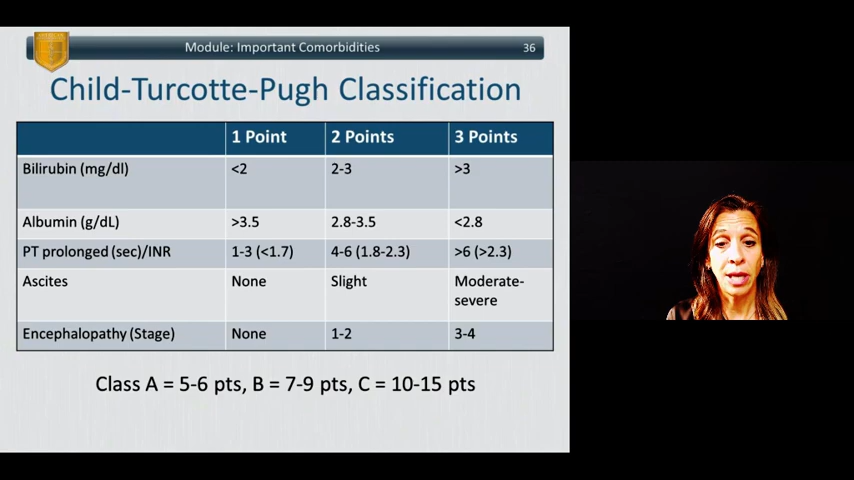 Module: Important Comorbidities 36
Child-Turcotte-Pugh Classification
1 Point 2 Points 3 Points
Bilirubin (mg/dl) <2 2-3 >3
Albumin (g/dL) >3.5 2.8-3.5 <2.8
PT prolonged (sec)/INR 1-3 (<1.7) 4-6 (1.8-2.3) >6 (>2.3)
Ascites None Slight Moderate-
severe
Encephalopathy (Stage) None 1-2 3-4
Class A = 5-6 pts, B = 7-9 pts, C = 10-15 pts